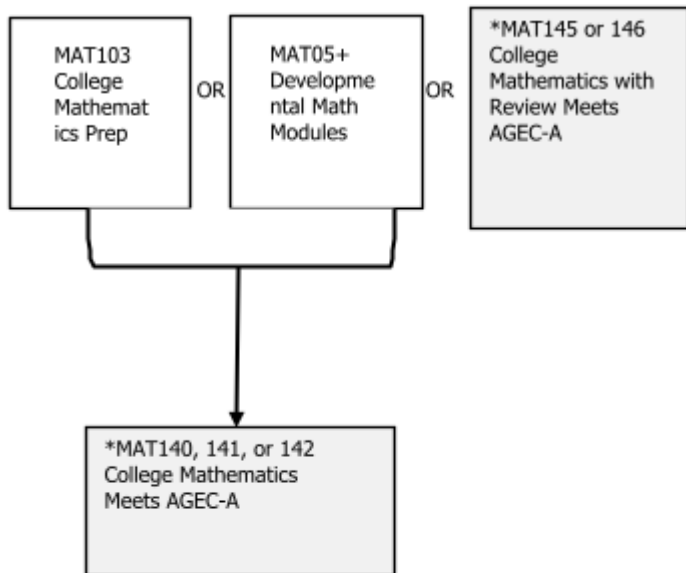 MAT103
College
Mathemat
ics Prep
OR
MAT05+
Developme
ntal Math
Modules
OR
*MAT145 or 146
College
Mathematics with
Review Meets
AGEC-A
*MAT140, 141, or 142
College Mathematics
Meets AGEC-A